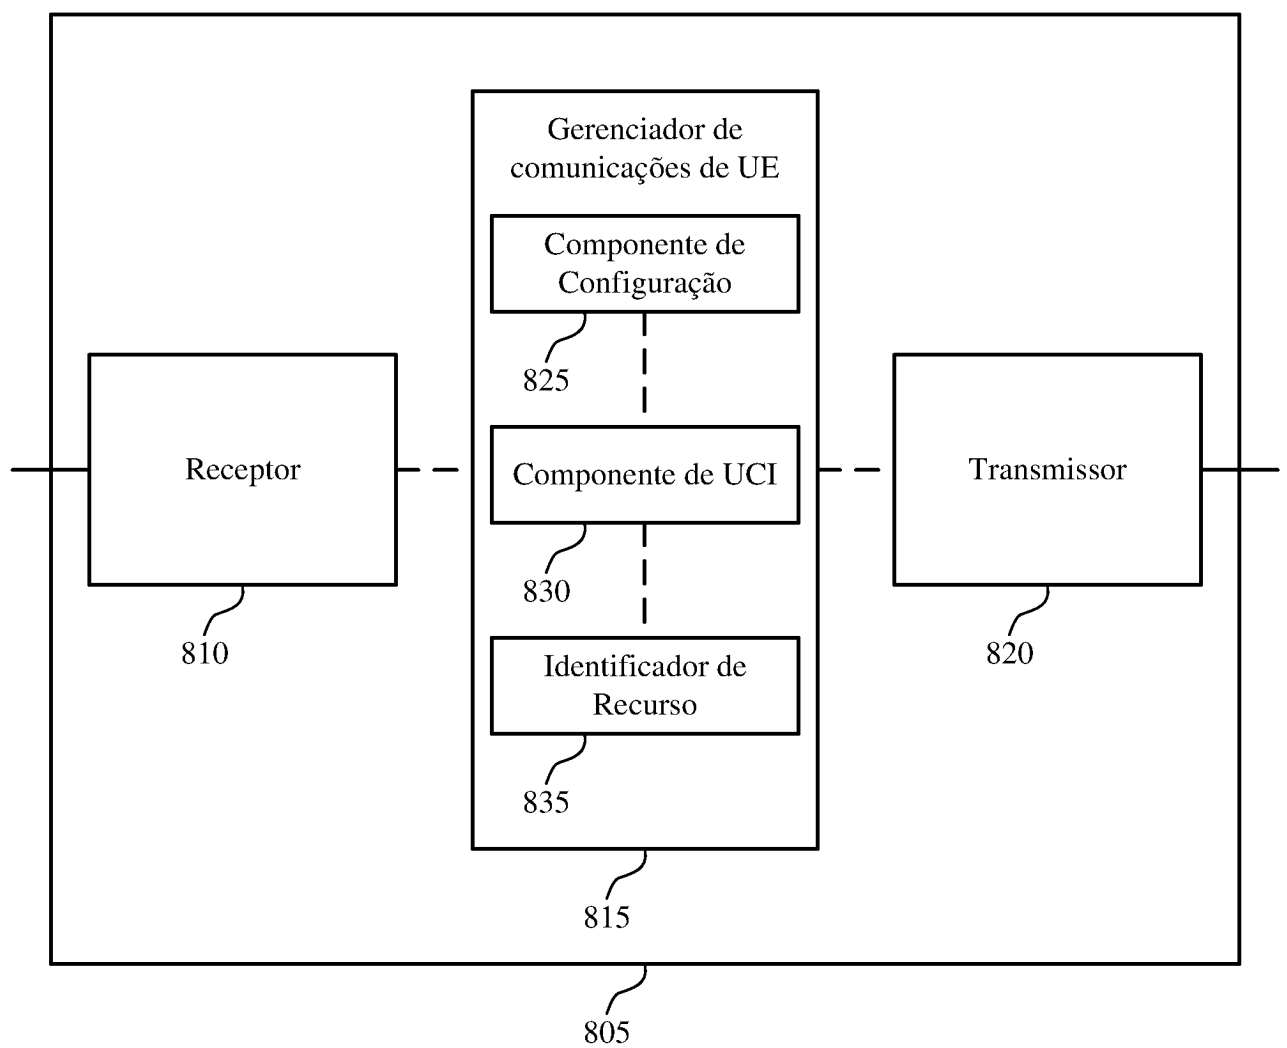 Gerenciador de
comunicações de UE
Componente de
Configuração
825
Receptor
810
Componente de UCI
830
Transmissor
820
Identificador de
Recurso
835
815
805